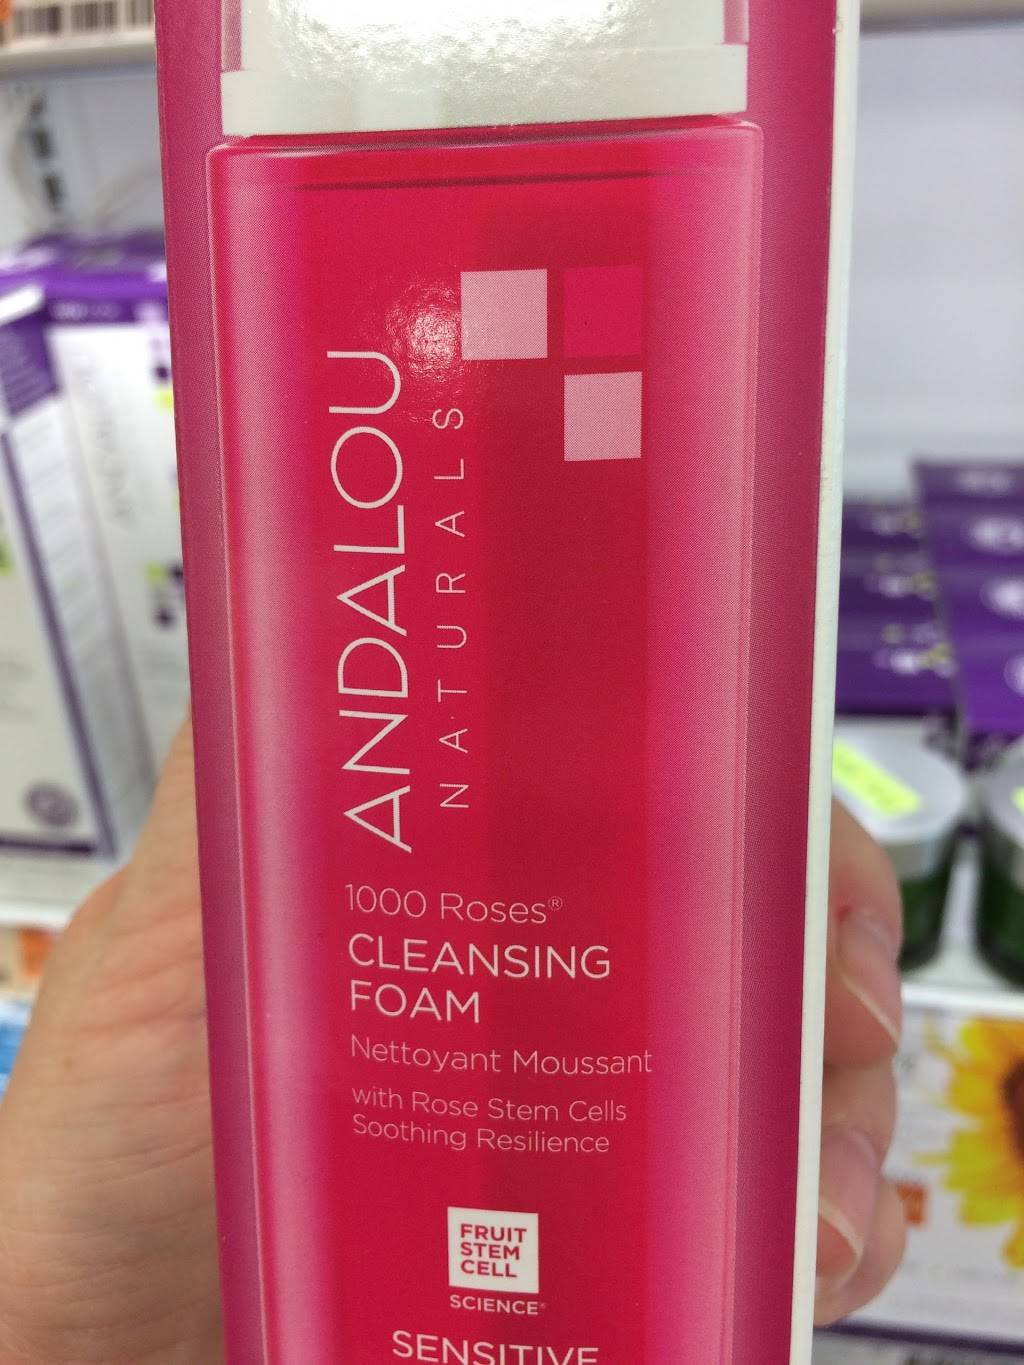 ANDALOU
NATURALS
1000 Roses®
CLEANSING
FOAM
Nettoyant Moussant
with Rose Stem Cells
Soothing Resilience
FRUIT
STEM
CELL
SCIENCE®
SENSITIVE